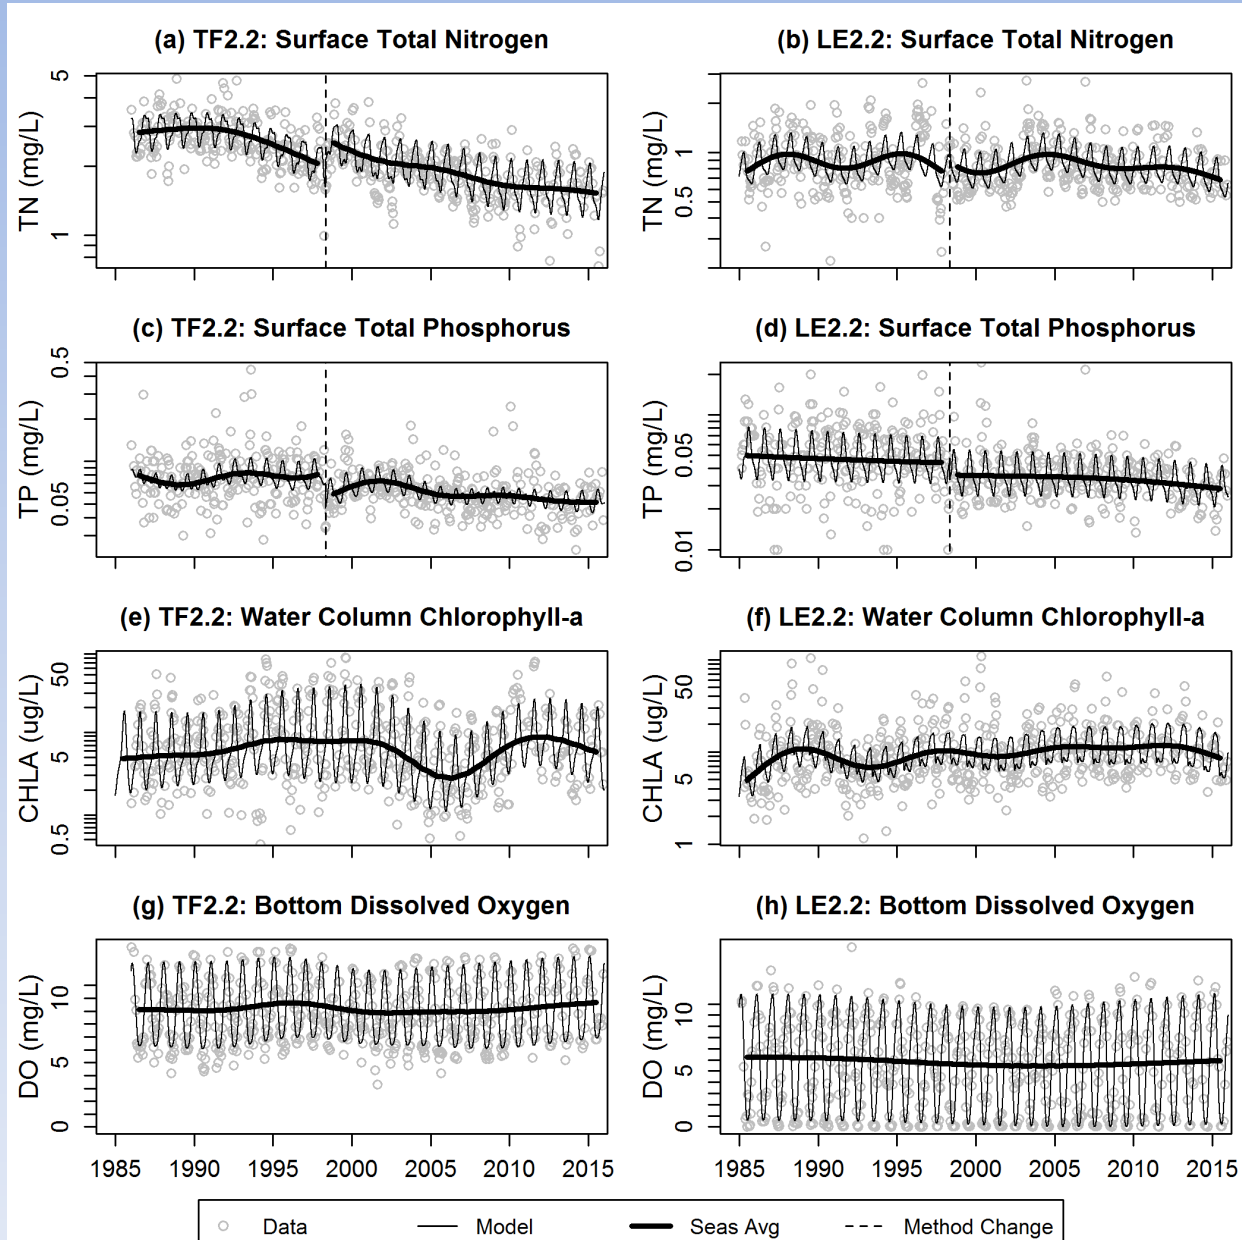 (a) TF2.2: Surface Total Nitrogen
TN (mg/L)
5
1
(b) LE2.2: Surface Total Nitrogen
TN (mg/L)
1
0.5
(c) TF2.2: Surface Total Phosphorus
TP (mg/L)
0.5
0.05
(d) LE2.2: Surface Total Phosphorus
TP (mg/L)
0.05
0.01
(e) TF2.2: Water Column Chlorophyll-a
CHLA (ug/L)
50
5
0.5
(f) LE2.2: Water Column Chlorophyll-a
CHLA (ug/L)
50
5
1
(g) TF2.2: Bottom Dissolved Oxygen
DO (mg/L)
10
5
0
1985 1990 1995 2000 2005 2010 2015
(h) LE2.2: Bottom Dissolved Oxygen
DO (mg/L)
10
5
0
1985 1990 1995 2000 2005 2010 2015
Data Model Seas Avg Method Change